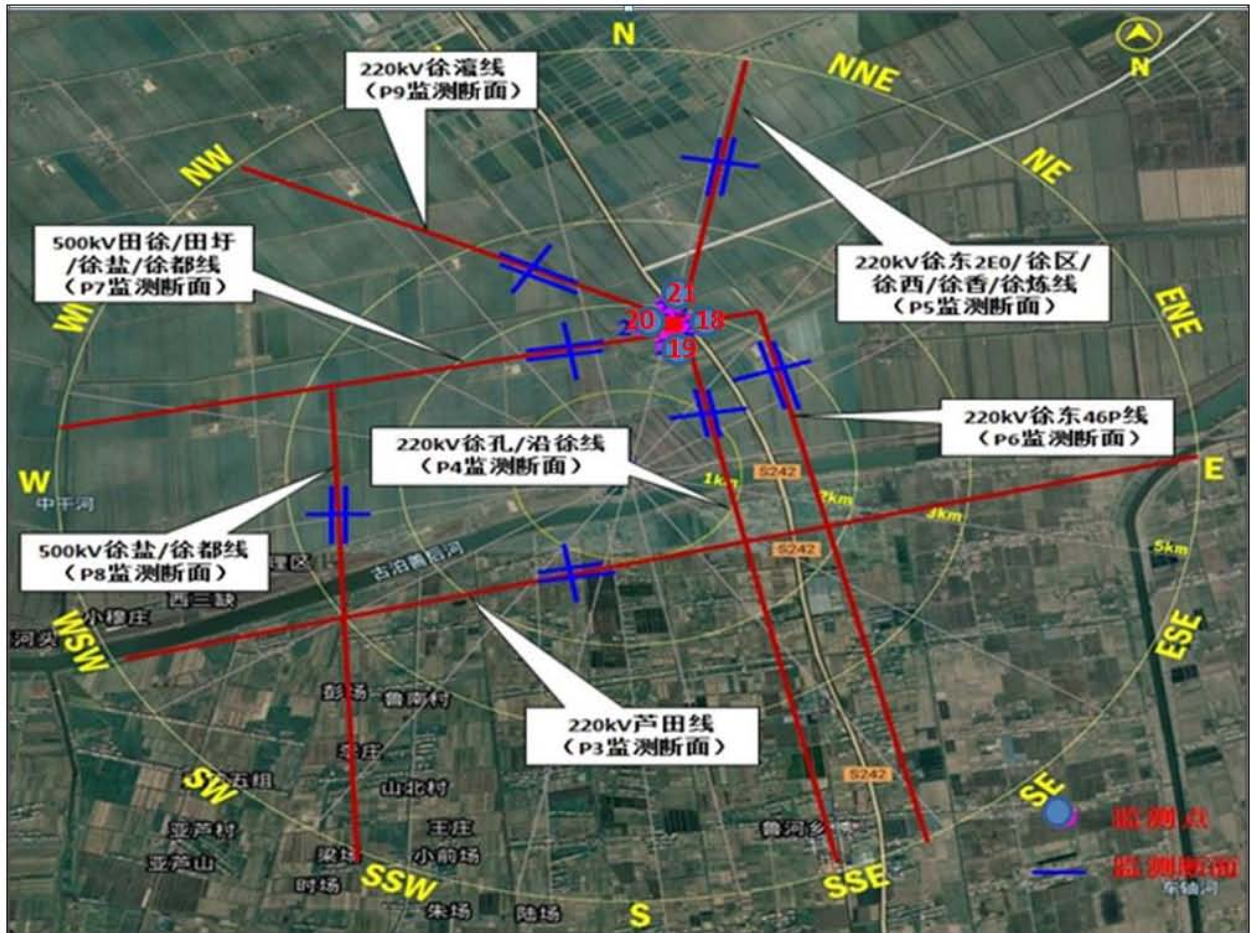 N
N
NNE
220kV徐瀛线
（P9监测断面）
NW
NE
500kV田徐/田圩
/徐盐/徐都线
（P7监测断面）
220kV徐东2E0/徐区/
徐西/徐香/徐炼线
（P5监测断面）
21
20
18
19
ENE
220kV徐东46P线
（P6监测断面）
220kV徐孔/沿徐线
（P4监测断面）
S242
1km
2km
3km
E
W
中干河
500kV徐盐/徐都线
（P8监测断面）
古泊善后河
S242
5km
西三缺
小穆庄
河头
WSW
ESE
彭场
鲁南村
220kV芦田线
（P3监测断面）
SW
五组
山北村
S242
SE
监测点
亚芦村
王庄
鲁河乡
亚芦山
梁场
小前场
监测断面
时场
SSW
SSE
车轴河
朱场
陆场
S